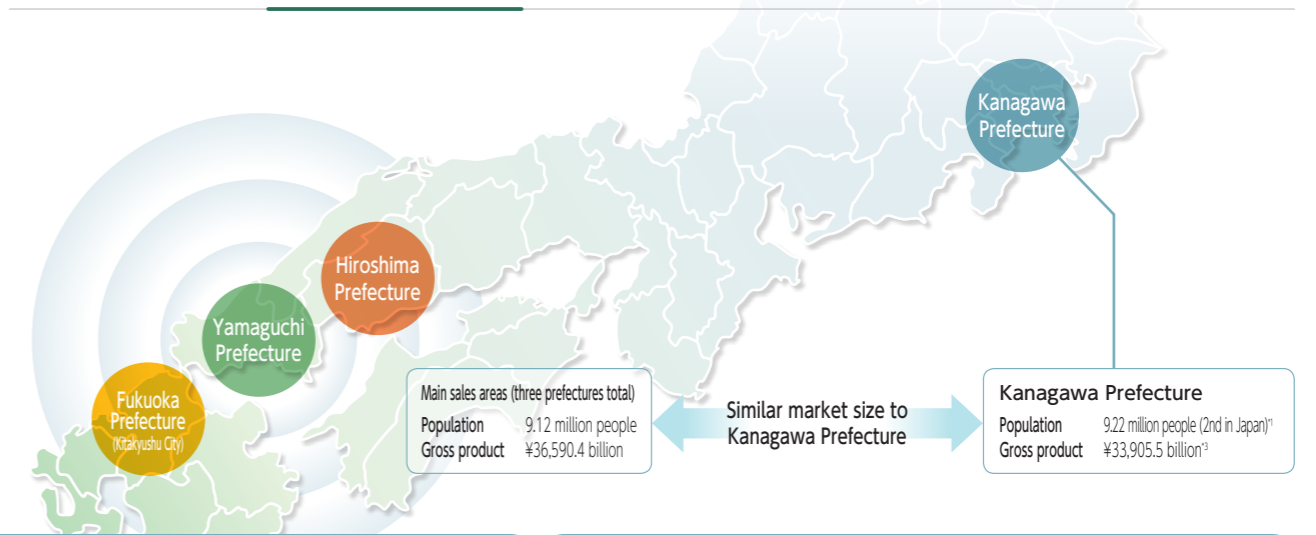 Kanagawa
Prefecture
Hiroshima
Prefecture
Yamaguchi
Prefecture
Fukuoka
Prefecture
(Kitakyushu City)
Main sales areas (three prefectures total)
Population 9.12 million people
Gross product ¥36,590.4 billion
Similar market size to
Kanagawa Prefecture
Kanagawa Prefecture
Population 9.22 million people (2nd in Japan)*1
Gross product ¥33,905.5 billion*3